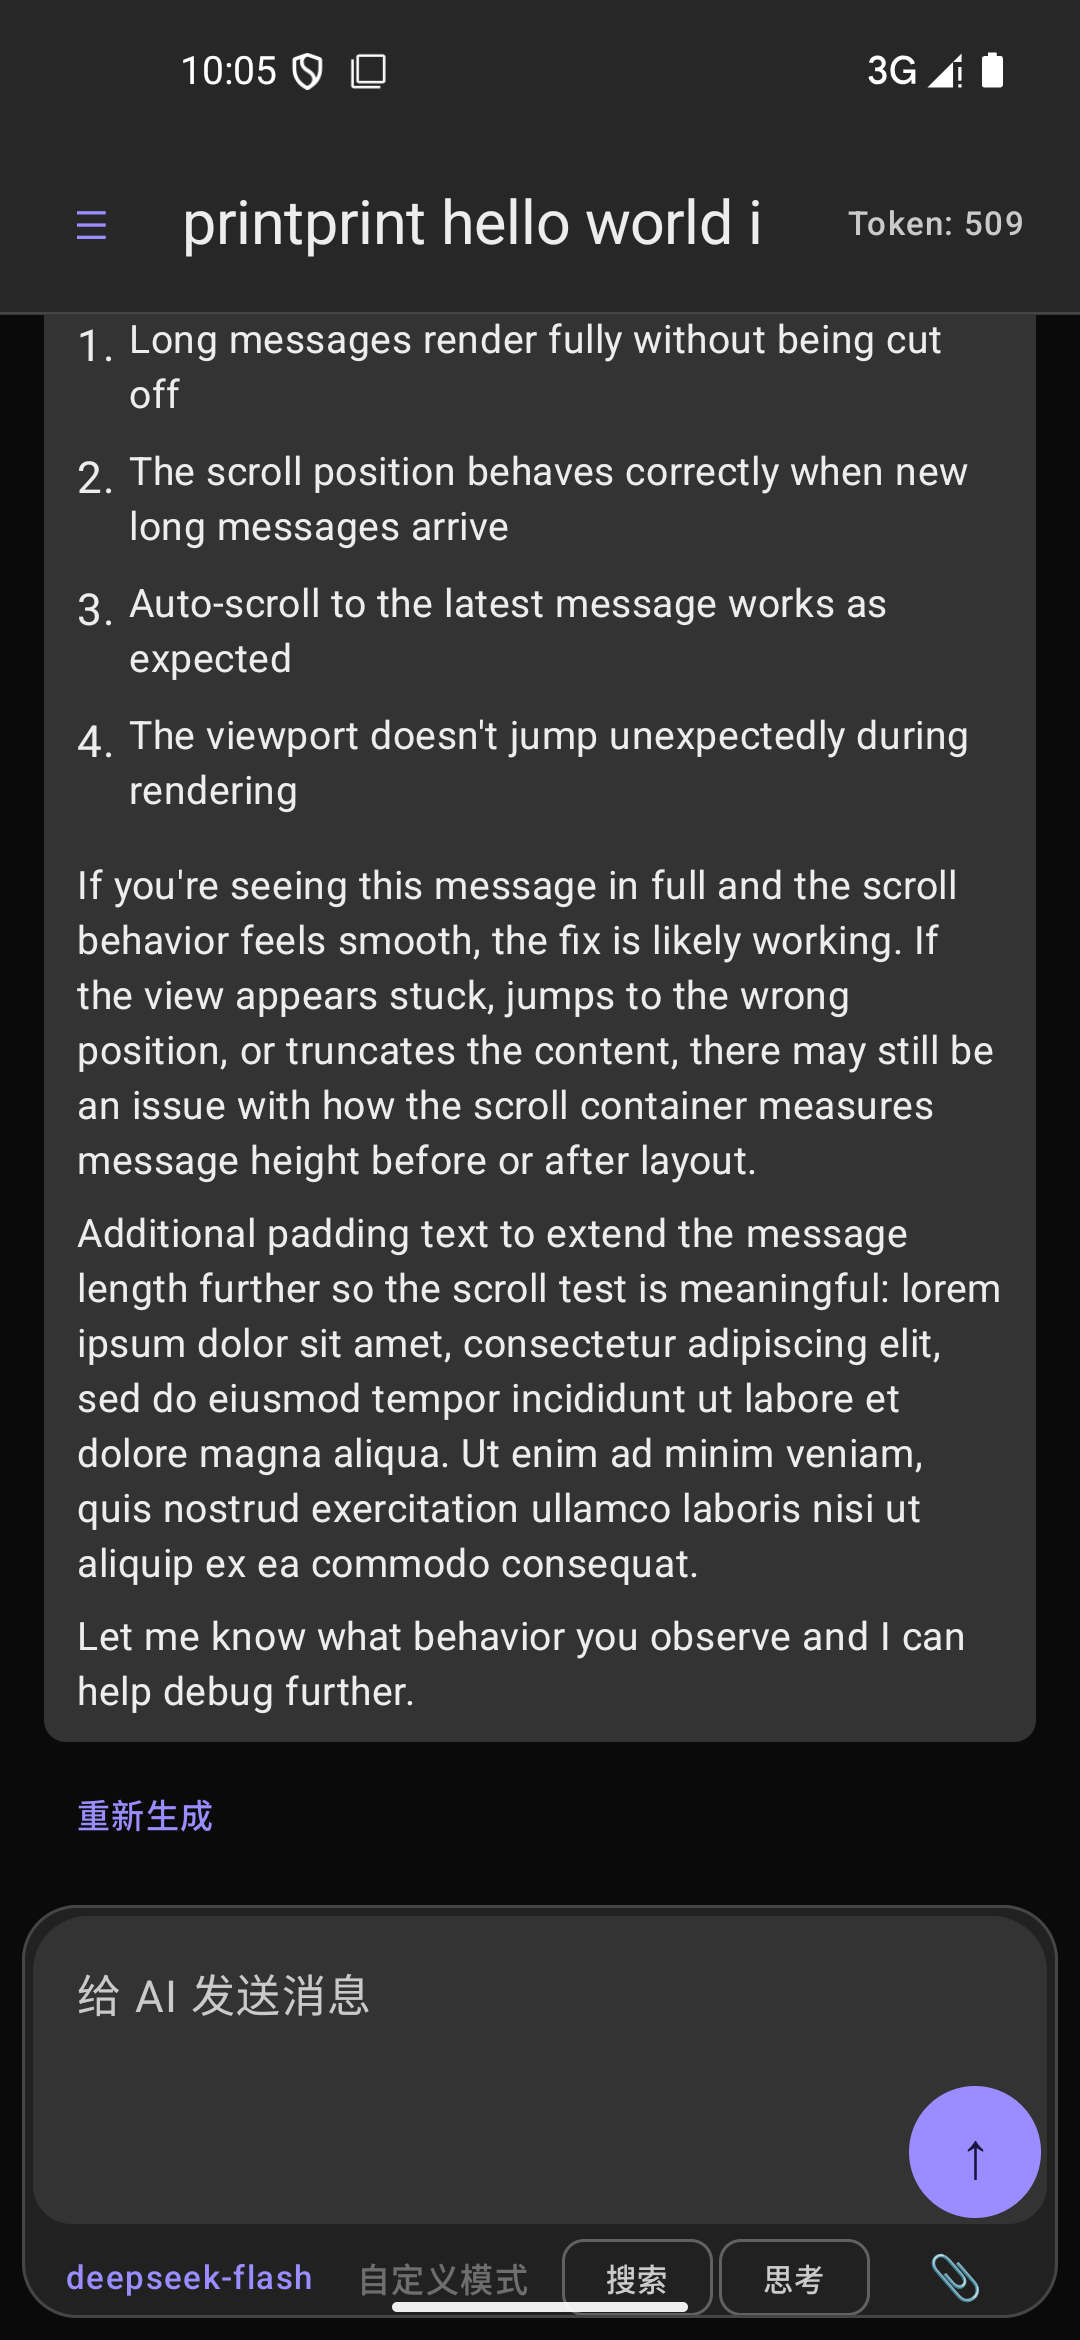 10:05
3G
☰
printprint hello world i
Token: 509
1. Long messages render fully without being cut
off
2. The scroll position behaves correctly when new
long messages arrive
3. Auto-scroll to the latest message works as
expected
4. The viewport doesn't jump unexpectedly during
rendering
If you're seeing this message in full and the scroll
behavior feels smooth, the fix is likely working. If
the view appears stuck, jumps to the wrong
position, or truncates the content, there may still be
an issue with how the scroll container measures
message height before or after layout.
Additional padding text to extend the message
length further so the scroll test is meaningful: lorem
ipsum dolor sit amet, consectetur adipiscing elit,
sed do eiusmod tempor incididunt ut labore et
dolore magna aliqua. Ut enim ad minim veniam,
quis nostrud exercitation ullamco laboris nisi ut
aliquip ex ea commodo consequat.
Let me know what behavior you observe and I can
help debug further.
重新生成
给 AI 发送消息
↑
deepseek-flash
自定义模式
搜索
思考